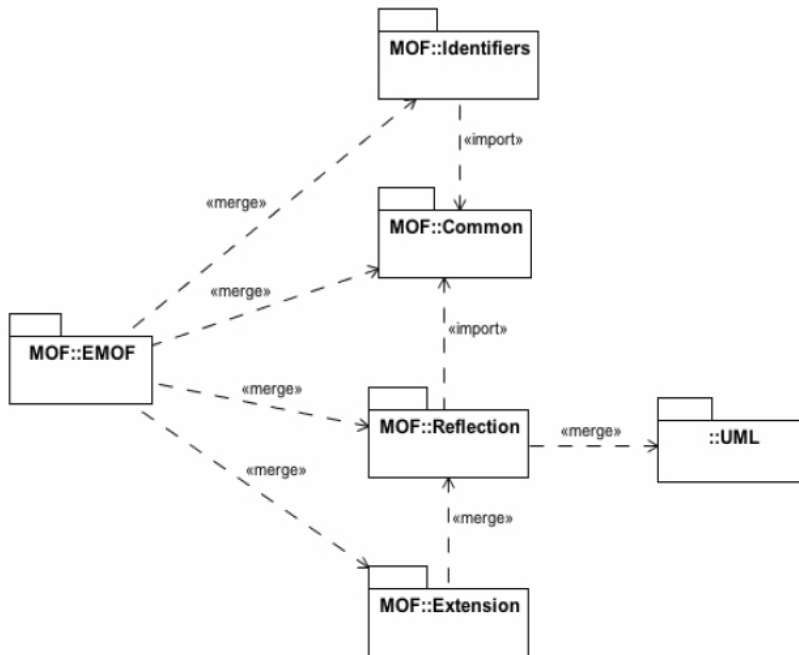 MOF::Identifiers
«import»
«merge»
MOF::Common
«merge»
«import»
MOF::EMOF
«merge»
MOF::Reflection
«merge»
::UML
«merge»
«merge»
MOF::Extension